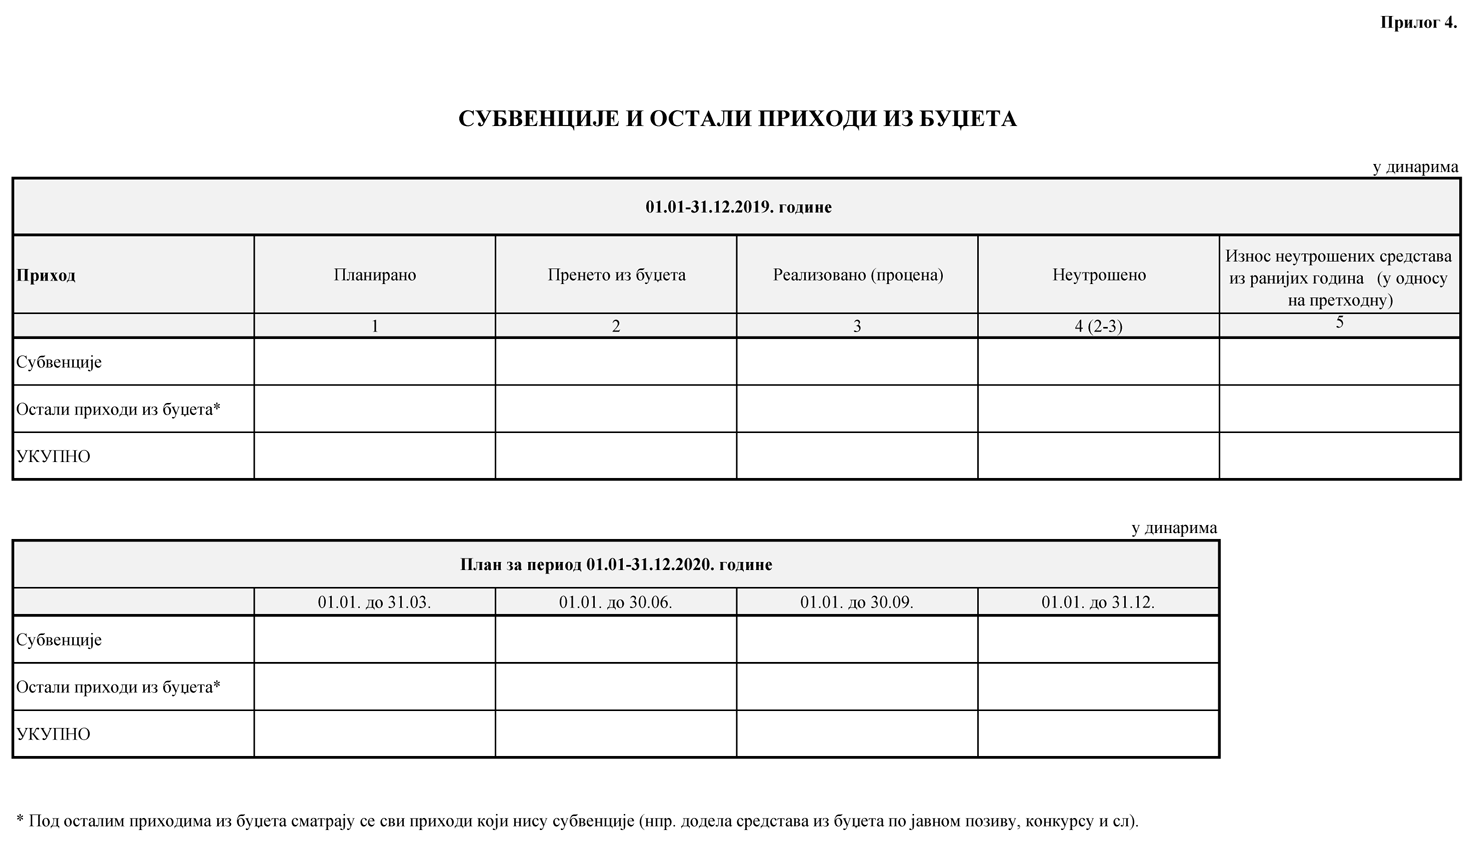 Прилог 4.
СУБВЕНЦИЈЕ И ОСТАЛИ ПРИХОДИ ИЗ БУЏЕТА
у динарима
01.01-31.12.2019. године
Приход
Планирано
Пренето из буџета
Реализовано (процена)
Неутрошено
Износ неутрошених средстава
из ранијих година (у односу
на претходну)
1
2
3
4 (2-3)
5
Субвенције
Остали приходи из буџета*
УКУПНО
у динарима
План за период 01.01-31.12.2020. године
01.01. до 31.03.
01.01. до 30.06.
01.01. до 30.09.
01.01. до 31.12.
Субвенције
Остали приходи из буџета*
УКУПНО
* Под осталим приходима из буџета сматрају се сви приходи који нису субвенције (нпр. додела средстава из буџета по јавном позиву, конкурсу и сл).